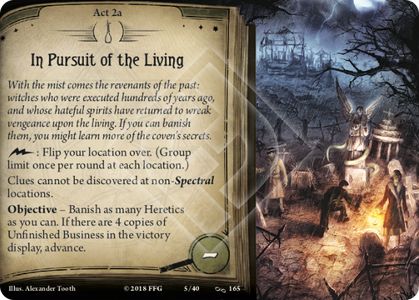 Act 2a
In Pursuit of the Living
With the mist comes the revenants of the past:
witches who were executed hundreds of years ago,
and whose hateful spirits have returned to wreak
vengeance upon the living. If you can banish
them, you might learn more of the coven's secrets.
: Flip your location over. (Group
limit once per round at each location.)
Clues cannot be discovered at non-Spectral
locations.
Objective – Banish as many Heretics
as you can. If there are 4 copies of
Unfinished Business in the victory
display, advance.
–
Illus. Alexander Tooth
©2018 FFG
5/40
165